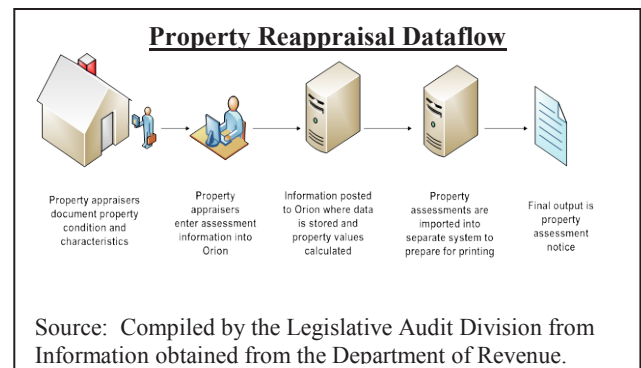 Property Reappraisal Dataflow
Property appraisers
document property
condition and
characteristics
Property
appraisers
enter assessment
information into
Orion
Information posted
to Orion where data
is stored and
property values
calculated
Property
assessments are
imported into
separate system to
prepare for printing
Final output is
property
assessment
notice
Source: Compiled by the Legislative Audit Division from
Information obtained from the Department of Revenue.